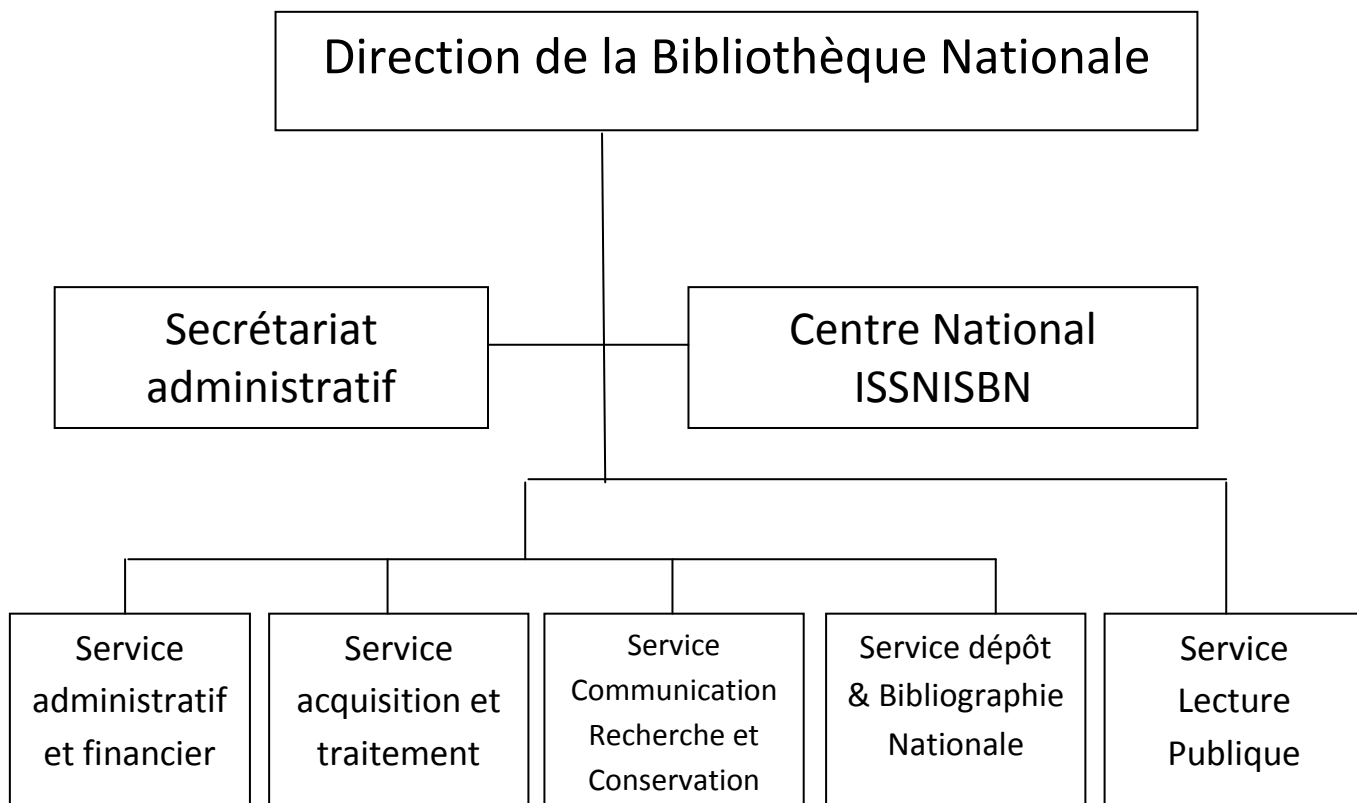 Direction de la Bibliothèque Nationale
Secrétariat
administratif
Centre National
ISSNISBN
Service
administratif
et financier
Service
acquisition et
traitement
Service
Communication
Recherche et
Conservation
Service dépôt
& Bibliographie
Nationale
Service
Lecture
Publique